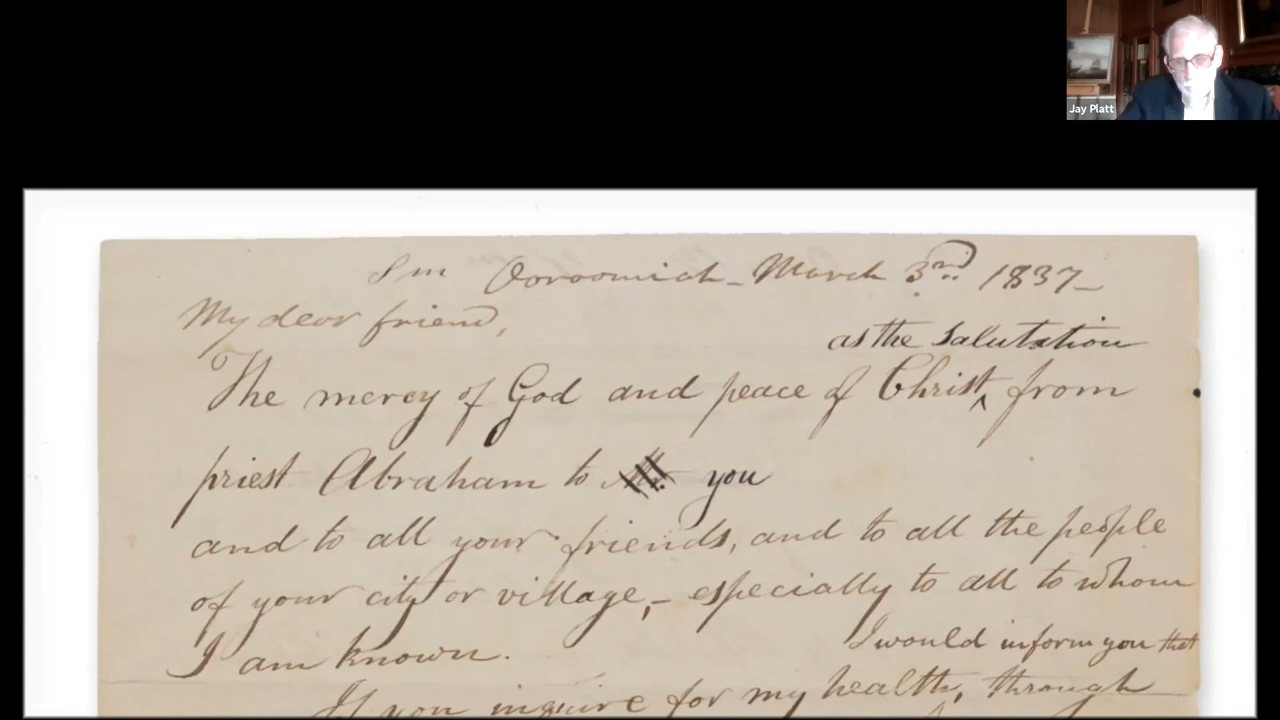 Jay Platt
Ooroomiah - March 3rd. 1837 -
My dear friend,
as the salutation
The mercy of God and peace of Christ ^ from
priest Abraham to you
and to all your friends, and to all the people
of your city or village, - especially to all to whom
I am known.
I would inform you that
If you inquire for my health, through